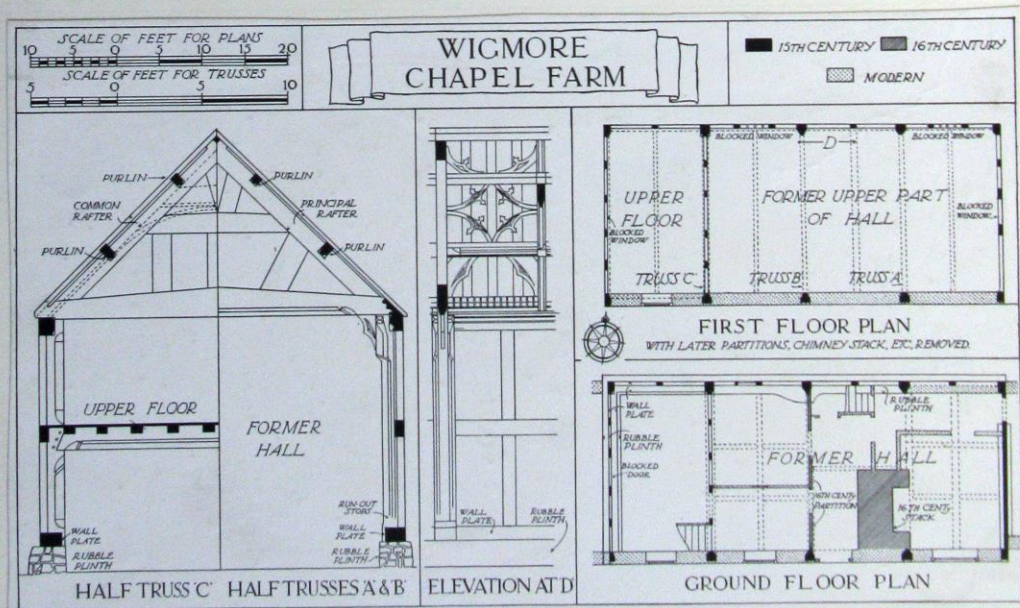 SCALE OF FEET FOR PLANS
10 5 0 5 10 15 20
SCALE OF FEET FOR TRUSSES
5 0 5 10
WIGMORE
CHAPEL FARM
15TH CENTURY 16TH CENTURY
MODERN
PURLIN
PURLIN
COMMON
RAFTER
PRINCIPAL
RAFTER
PURLIN
PURLIN
UPPER FLOOR
FORMER
HALL
RUN-OUT
STOPS
WALL
PLATE
RUBBLE
PLINTH
WALL
PLATE
RUBBLE
PLINTH
HALF TRUSS 'C' HALF TRUSSES 'A' & 'B'
WALL
PLATE
RUBBLE
PLINTH
ELEVATION AT 'D'
BLOCKED WINDOW
D
BLOCKED WINDOW
UPPER
FLOOR
FORMER UPPER PART
OF HALL
BLOCKED
WINDOW
BLOCKED
WINDOW
TRUSS 'C'
TRUSS B
TRUSS A
FIRST FLOOR PLAN
WITH LATER PARTITIONS, CHIMNEY STACK, ETC, REMOVED.
WALL
PLATE
RUBBLE
PLINTH
RUBBLE
PLINTH
BLOCKED
DOOR
FORMER HALL
16TH CENTY
PARTITION
16TH CENTY
STACK
GROUND FLOOR PLAN